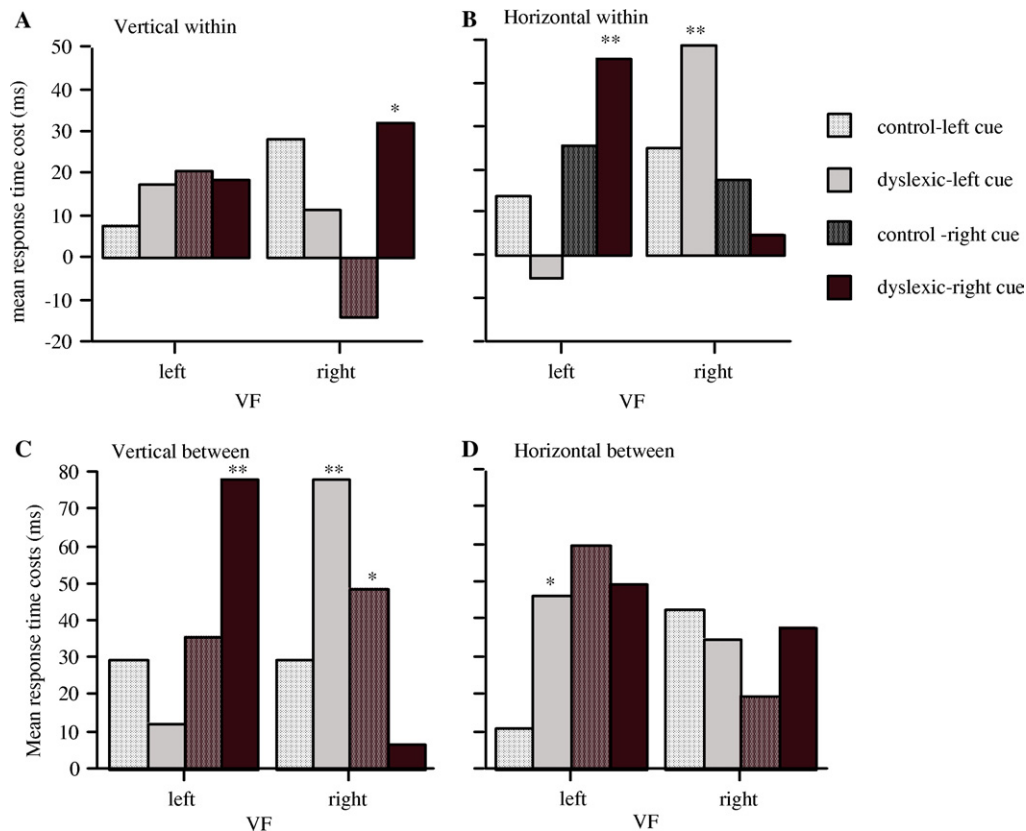 A
Vertical within
mean response time cost (ms)
50
40
30
20
10
0
-10
-20
*
left
right
VF
B
Horizontal within
**
**
left
right
VF
control-left cue
dyslexic-left cue
control -right cue
dyslexic-right cue
C
Vertical between
Mean response time costs (ms)
80
70
60
50
40
30
20
10
0
**
**
*
left
right
VF
D
Horizontal between
*
left
right
VF